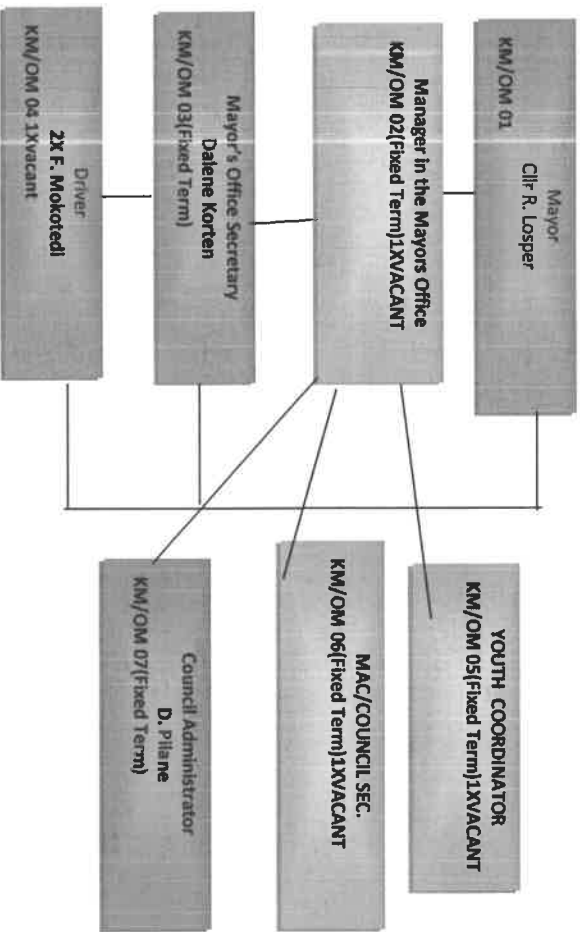 Mayor
Cllr R. Losper
KM/OM 01
Manager in the Mayors Office
KM/OM 02(Fixed Term)1XVACANT
Mayor's Office Secretary
Dalene Korten
KM/OM 03(Fixed Term)
Driver
2X F. Mokotedi
KM/OM 04 1Xvacant
YOUTH COORDINATOR
KM/OM 05(Fixed Term)1XVACANT
MAC/COUNCIL SEC.
KM/OM 06(Fixed Term)1XVACANT
Council Administrator
D. Pilane
KM/OM 07(Fixed Term)